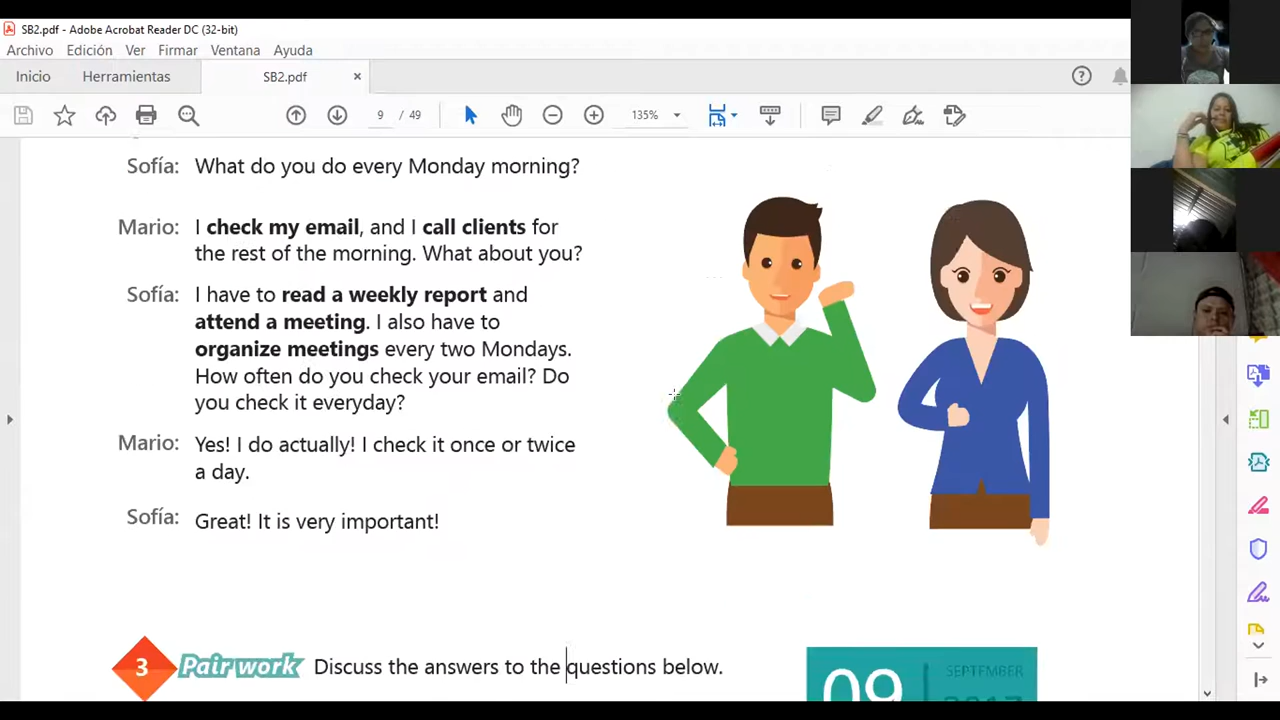 SB2.pdf - Adobe Acrobat Reader DC (32-bit)
Archivo Edición Ver Firmar Ventana Ayuda
Inicio Herramientas SB2.pdf ×
9 / 49 135%
Sofía: What do you do every Monday morning?
Mario: I check my email, and I call clients for
the rest of the morning. What about you?
Sofía: I have to read a weekly report and
attend a meeting. I also have to
organize meetings every two Mondays.
How often do you check your email? Do
you check it everyday?
Mario: Yes! I do actually! I check it once or twice
a day.
Sofía: Great! It is very important!
3 Pair work Discuss the answers to the questions below.
09 SEPTEMBER
2017